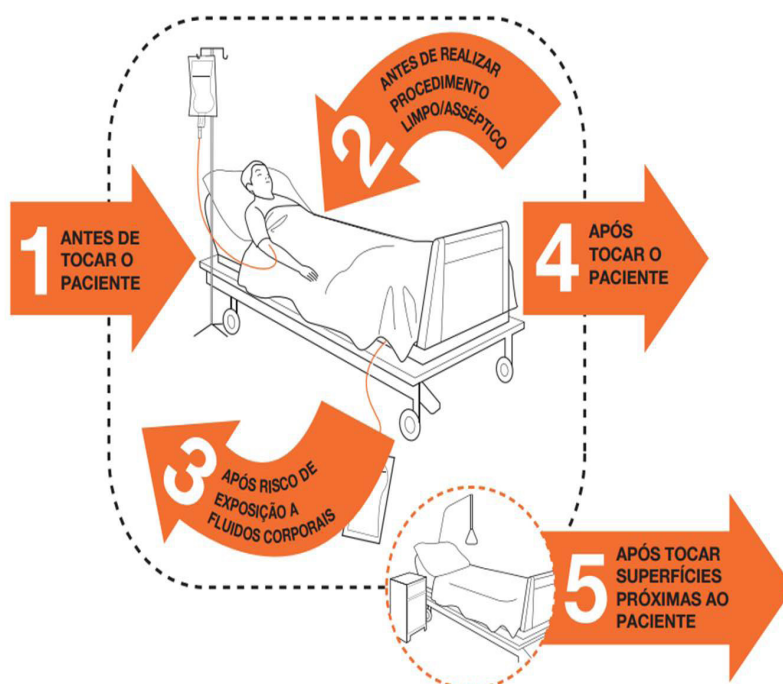 1
ANTES DE
TOCAR O
PACIENTE
2
ANTES DE REALIZAR
PROCEDIMENTO
LIMPO/ASSÉPTICO
3
APÓS RISCO DE
EXPOSIÇÃO A
FLUIDOS CORPORAIS
4
APÓS
TOCAR O
PACIENTE
5
APÓS TOCAR
SUPERFÍCIES
PRÓXIMAS AO
PACIENTE